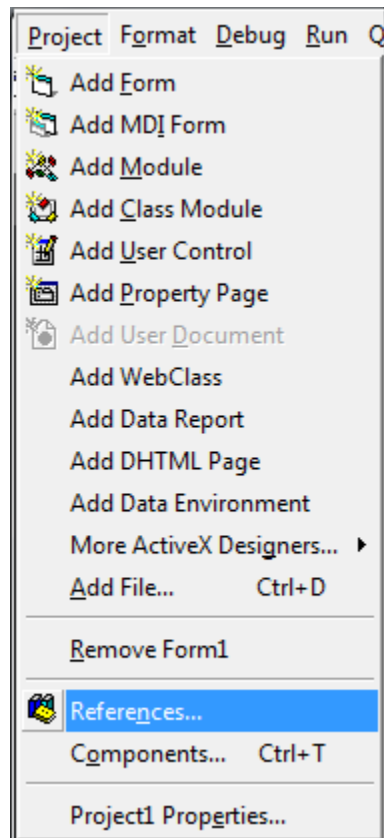 Project Format Debug Run Q
Add Form
Add MDI Form
Add Module
Add Class Module
Add User Control
Add Property Page
Add User Document
Add WebClass
Add Data Report
Add DHTML Page
Add Data Environment
More ActiveX Designers...
Add File... Ctrl+D
Remove Form1
References...
Components... Ctrl+T
Project1 Properties...